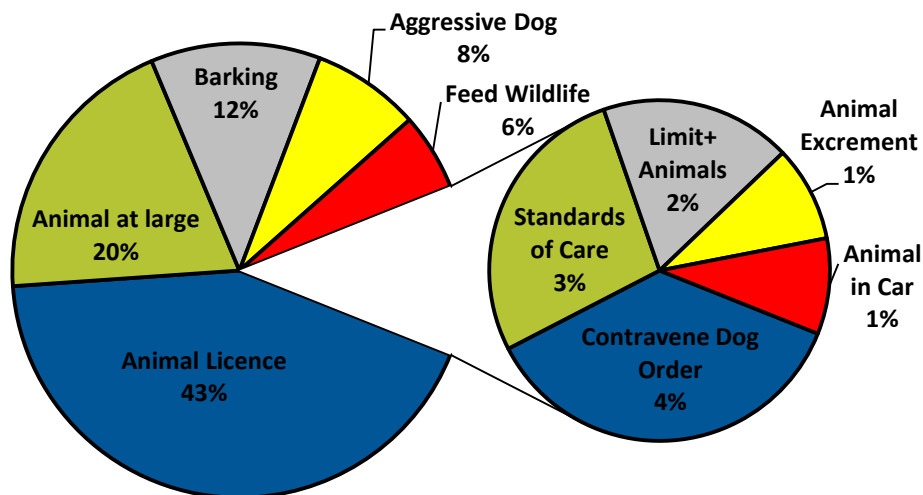 Aggressive Dog
8%
Barking
12%
Feed Wildlife
6%
Animal at large
20%
Animal Licence
43%
Limit+
Animals
2%
Animal
Excrement
1%
Standards
of Care
3%
Animal
in Car
1%
Contravene Dog
Order
4%